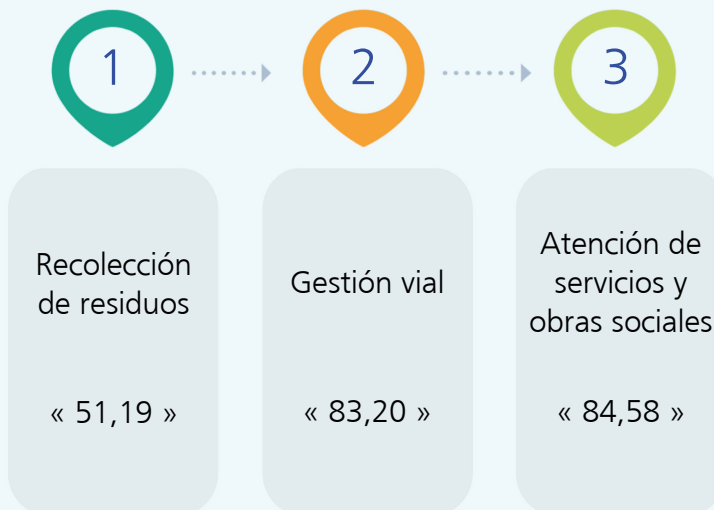 1
2
3
Recolección
de residuos
« 51,19 »
Gestión vial
« 83,20 »
Atención de
servicios y
obras sociales
« 84,58 »